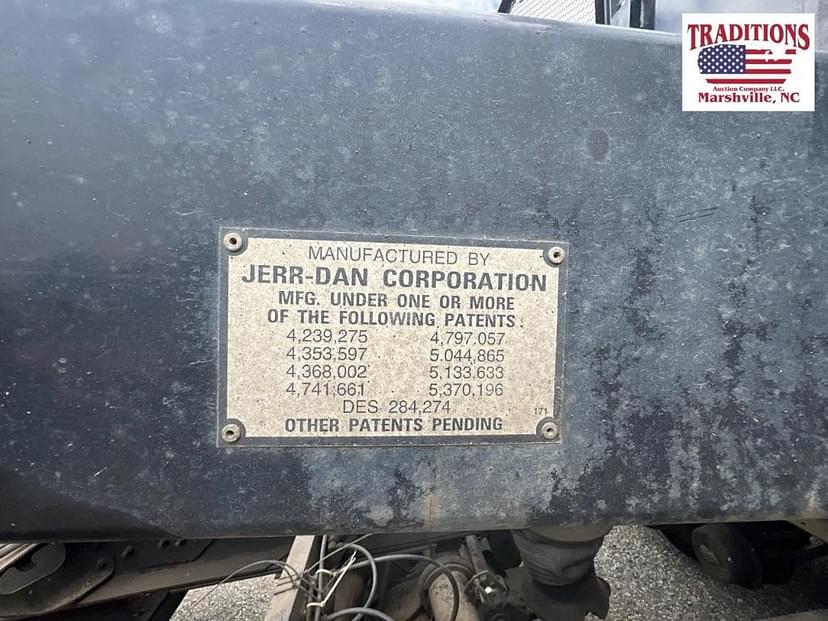 TRADITIONS
Auction Company LLC.
Marshville, NC
MANUFACTURED BY
JERR-DAN CORPORATION
MFG. UNDER ONE OR MORE
OF THE FOLLOWING PATENTS:
4,239,275 4,797,057
4,353,597 5,044,865
4,368,002 5,133,633
4,741,661 5,370,196
DES 284,274 171
OTHER PATENTS PENDING